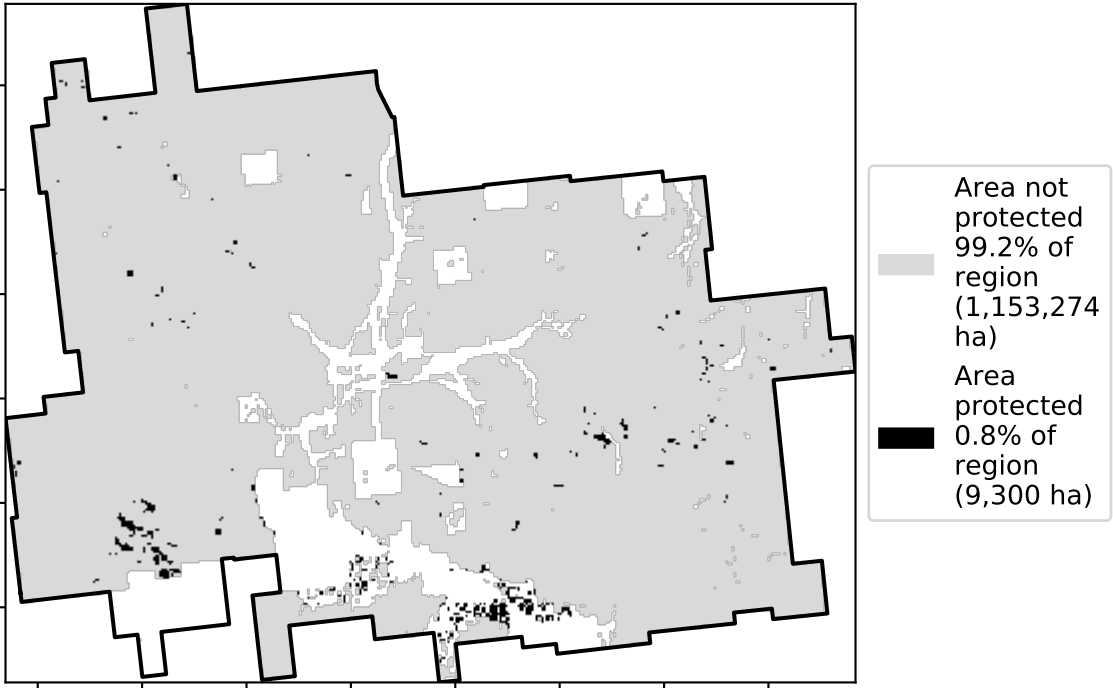 Area not
protected
99.2% of
region
(1,153,274
ha)
Area
protected
0.8% of
region
(9,300 ha)